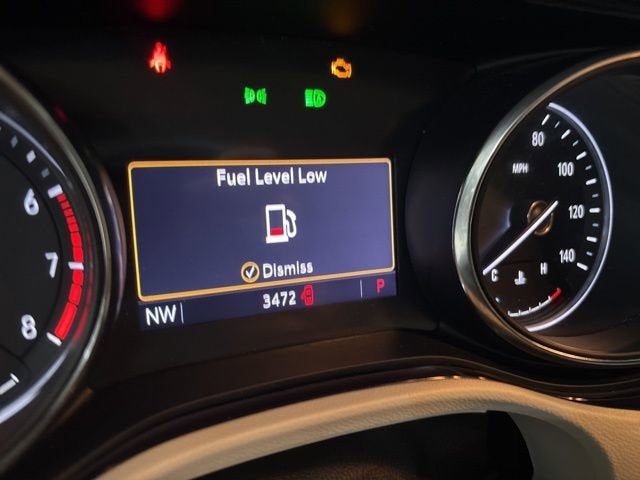 Fuel Level Low
Dismiss
NW
3472
P
6
7
8
80
MPH
100
120
140
C
H
A